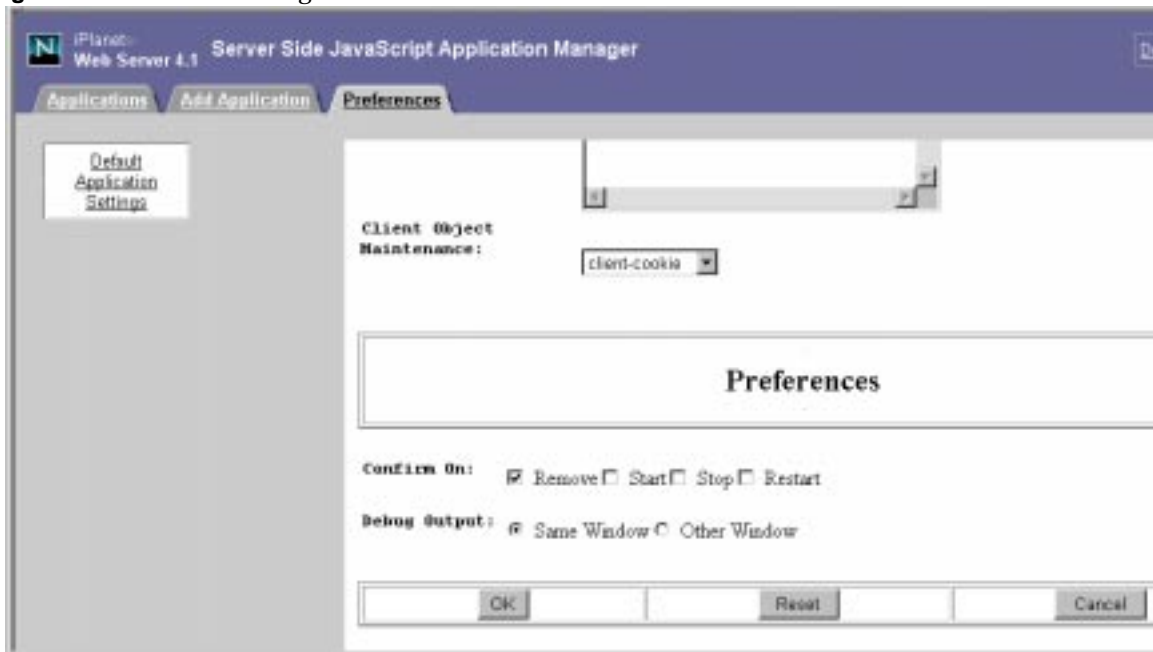 iPlanet
Web Server 4.1
Server Side JavaScript Application Manager
Applications
Add Application
Preferences
Default
Application
Settings
Client Object
Maintenance:
client-cookie
Preferences
Confirm On:
Remove Start Stop Restart
Debug Output:
Same Window Other Window
OK
Reset
Cancel